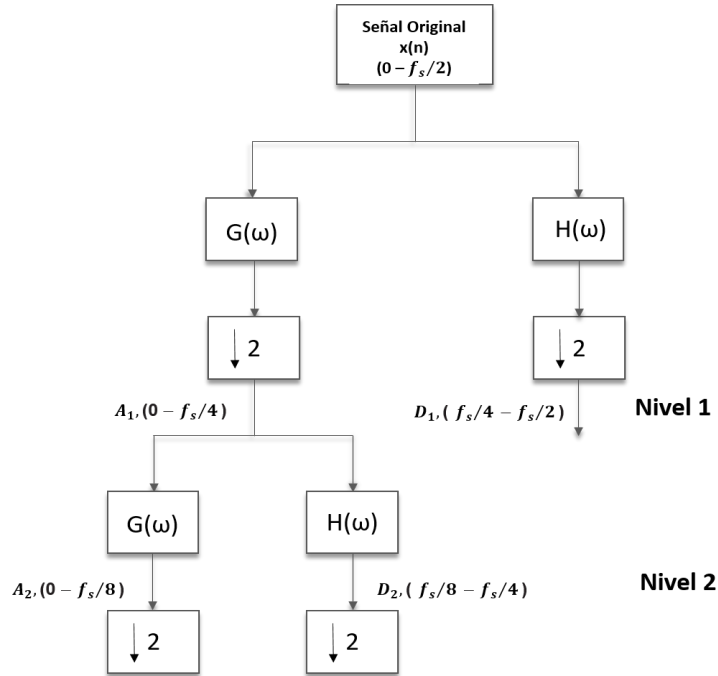 Señal Original
x(n)
(0 – f_s/2)
G(ω)
H(ω)
↓ 2
↓ 2
A_1, (0 – f_s/4)
D_1, ( f_s/4 – f_s/2)
Nivel 1
G(ω)
H(ω)
A_2, (0 – f_s/8)
D_2, ( f_s/8 – f_s/4)
Nivel 2
↓ 2
↓ 2